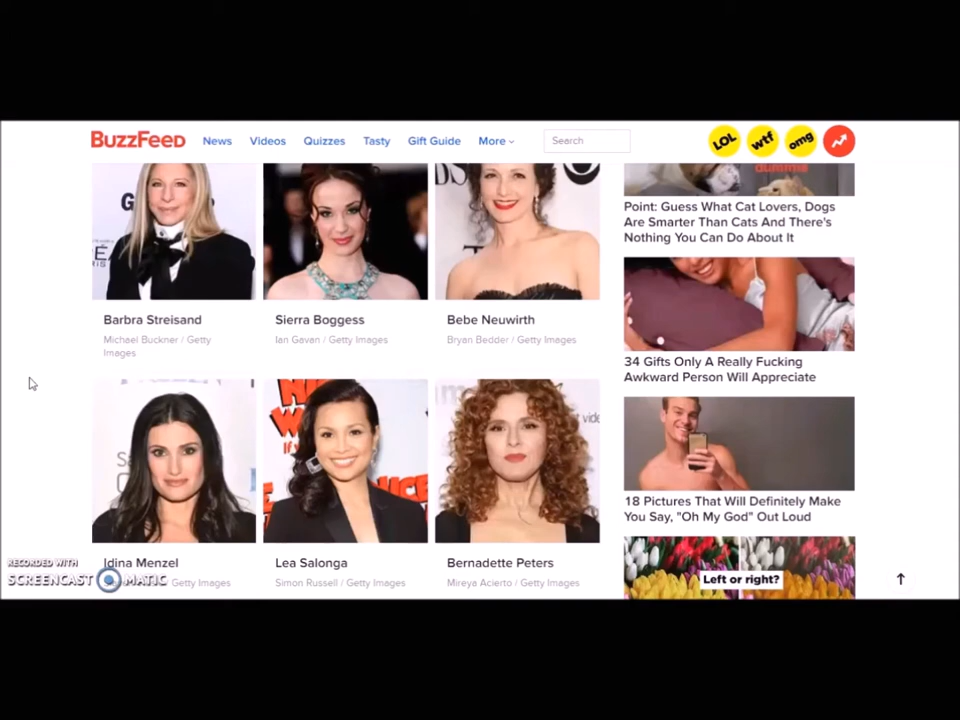 BuzzFeed News Videos Quizzes Tasty Gift Guide More Search LOL wtf omg
Barbra Streisand
Michael Buckner / Getty
Images
Sierra Boggess
Ian Gavan / Getty Images
Bebe Neuwirth
Bryan Bedder / Getty Images
Idina Menzel
Getty Images
Lea Salonga
Simon Russell / Getty Images
Bernadette Peters
Mireya Acierto / Getty Images
Point: Guess What Cat Lovers, Dogs
Are Smarter Than Cats And There's
Nothing You Can Do About It
34 Gifts Only A Really Fucking
Awkward Person Will Appreciate
18 Pictures That Will Definitely Make
You Say, "Oh My God" Out Loud
Left or right?
RECORDED WITH
SCREENCAST MATIC